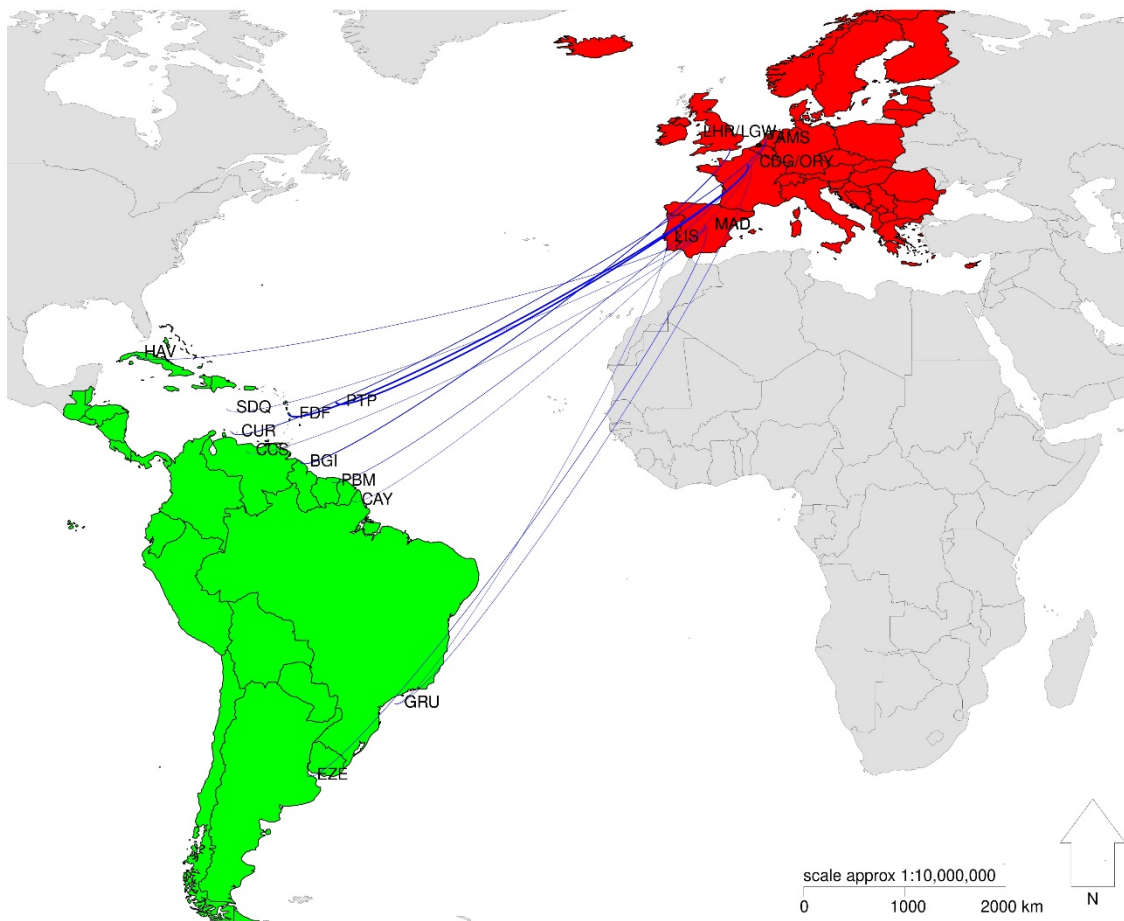 LHR/LGW
AMS
CDG/ORY
MAD
LIS
HAV
SDQ
FDF
PTP
CUR
CCS
BGI
PBM
CAY
GRU
EZE
scale approx 1:10,000,000
0 1000 2000 km
N